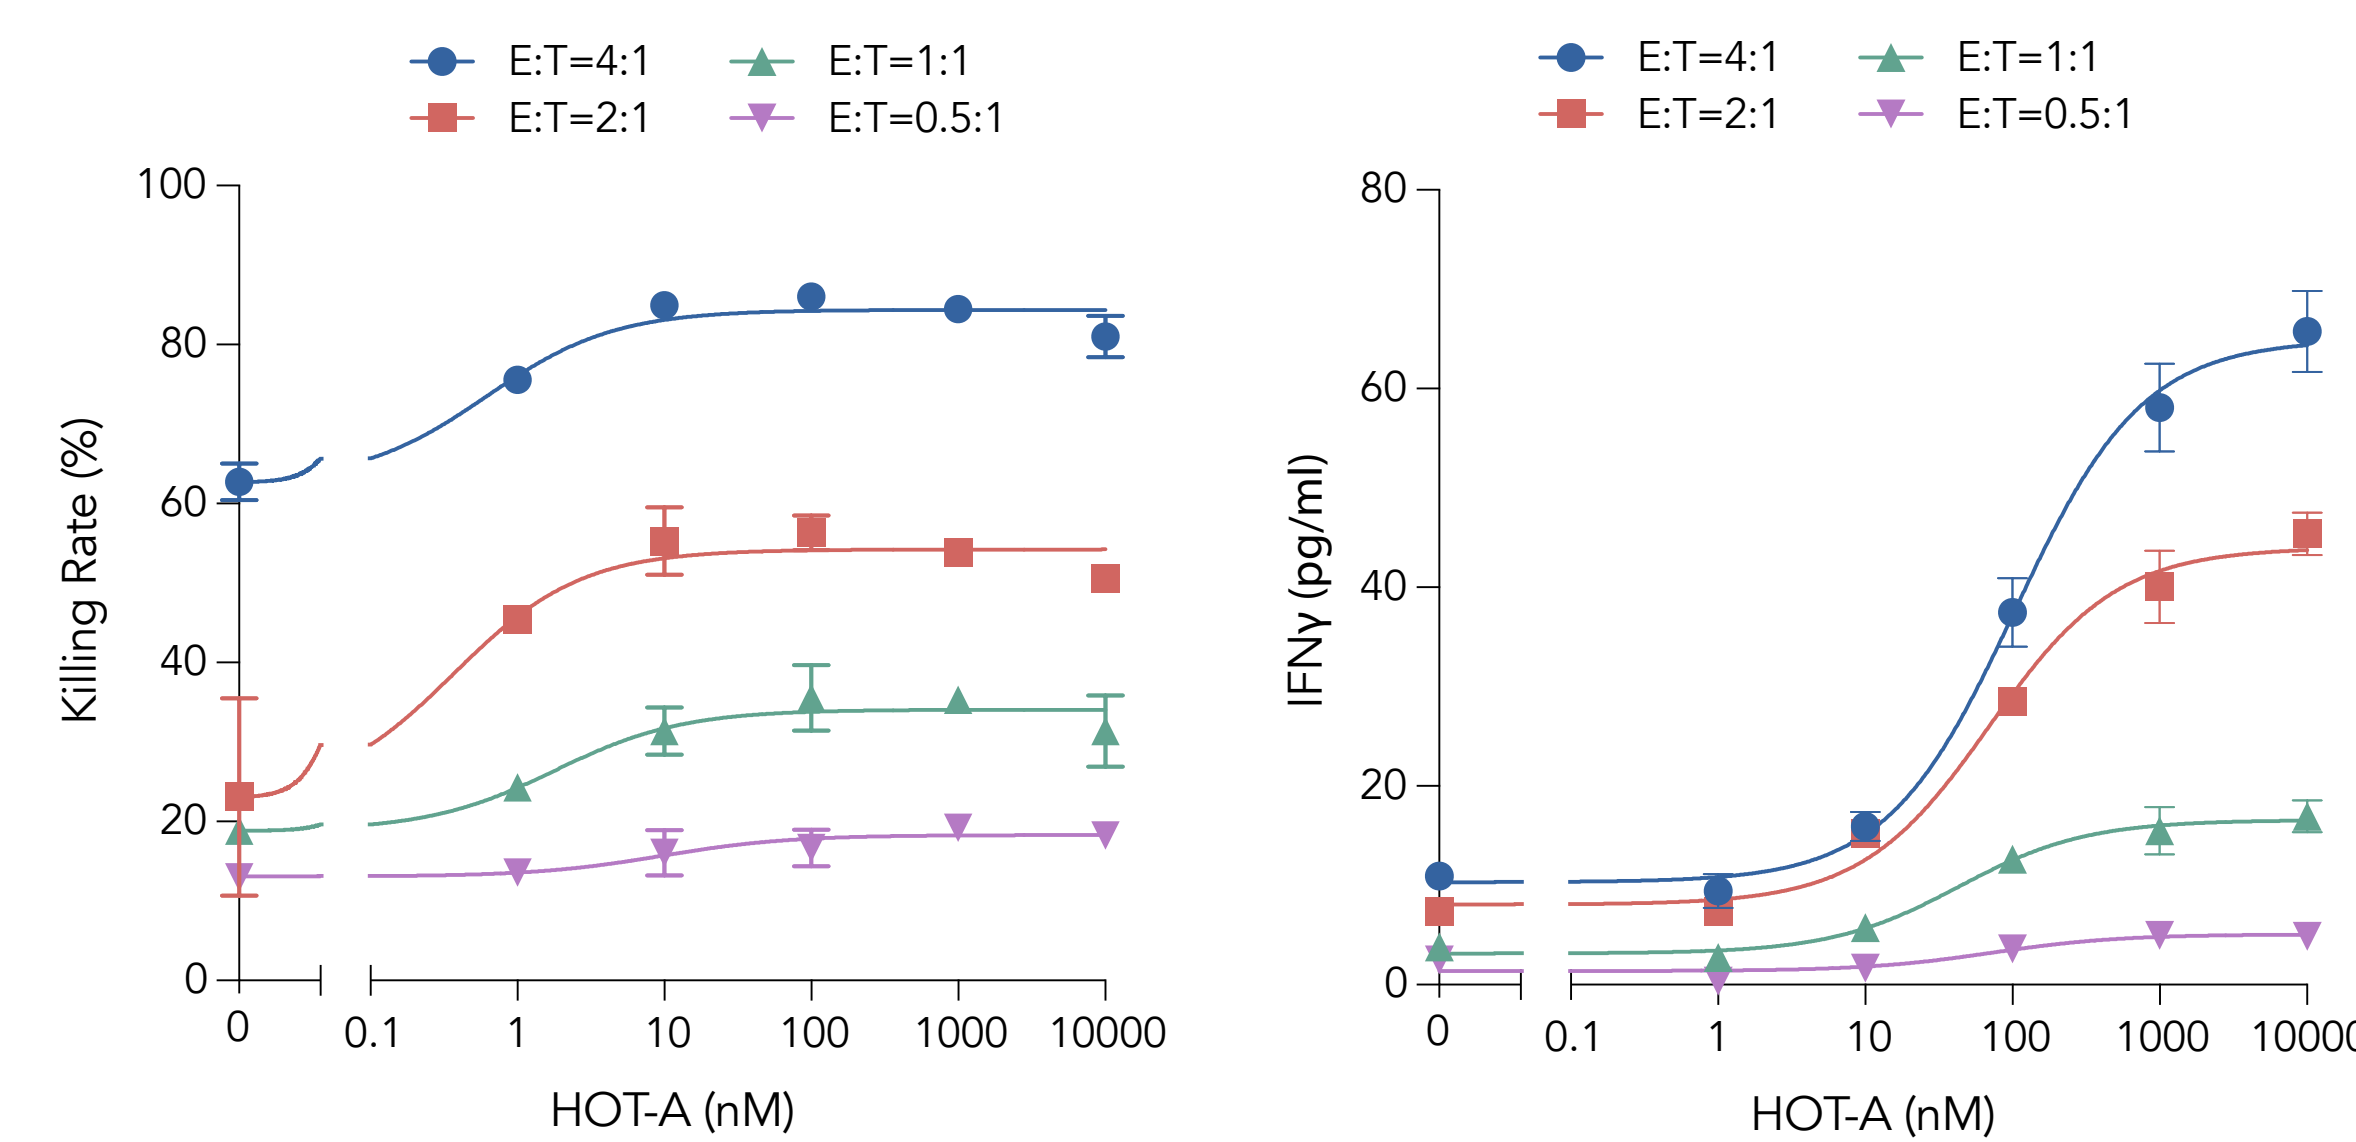 E:T=4:1 E:T=1:1
E:T=2:1 E:T=0.5:1
100
80
60
40
20
0
Killing Rate (%)
0 0.1 1 10 100 1000 10000
HOT-A (nM)
E:T=4:1 E:T=1:1
E:T=2:1 E:T=0.5:1
80
60
40
20
0
IFNγ (pg/ml)
0 0.1 1 10 100 1000 10000
HOT-A (nM)